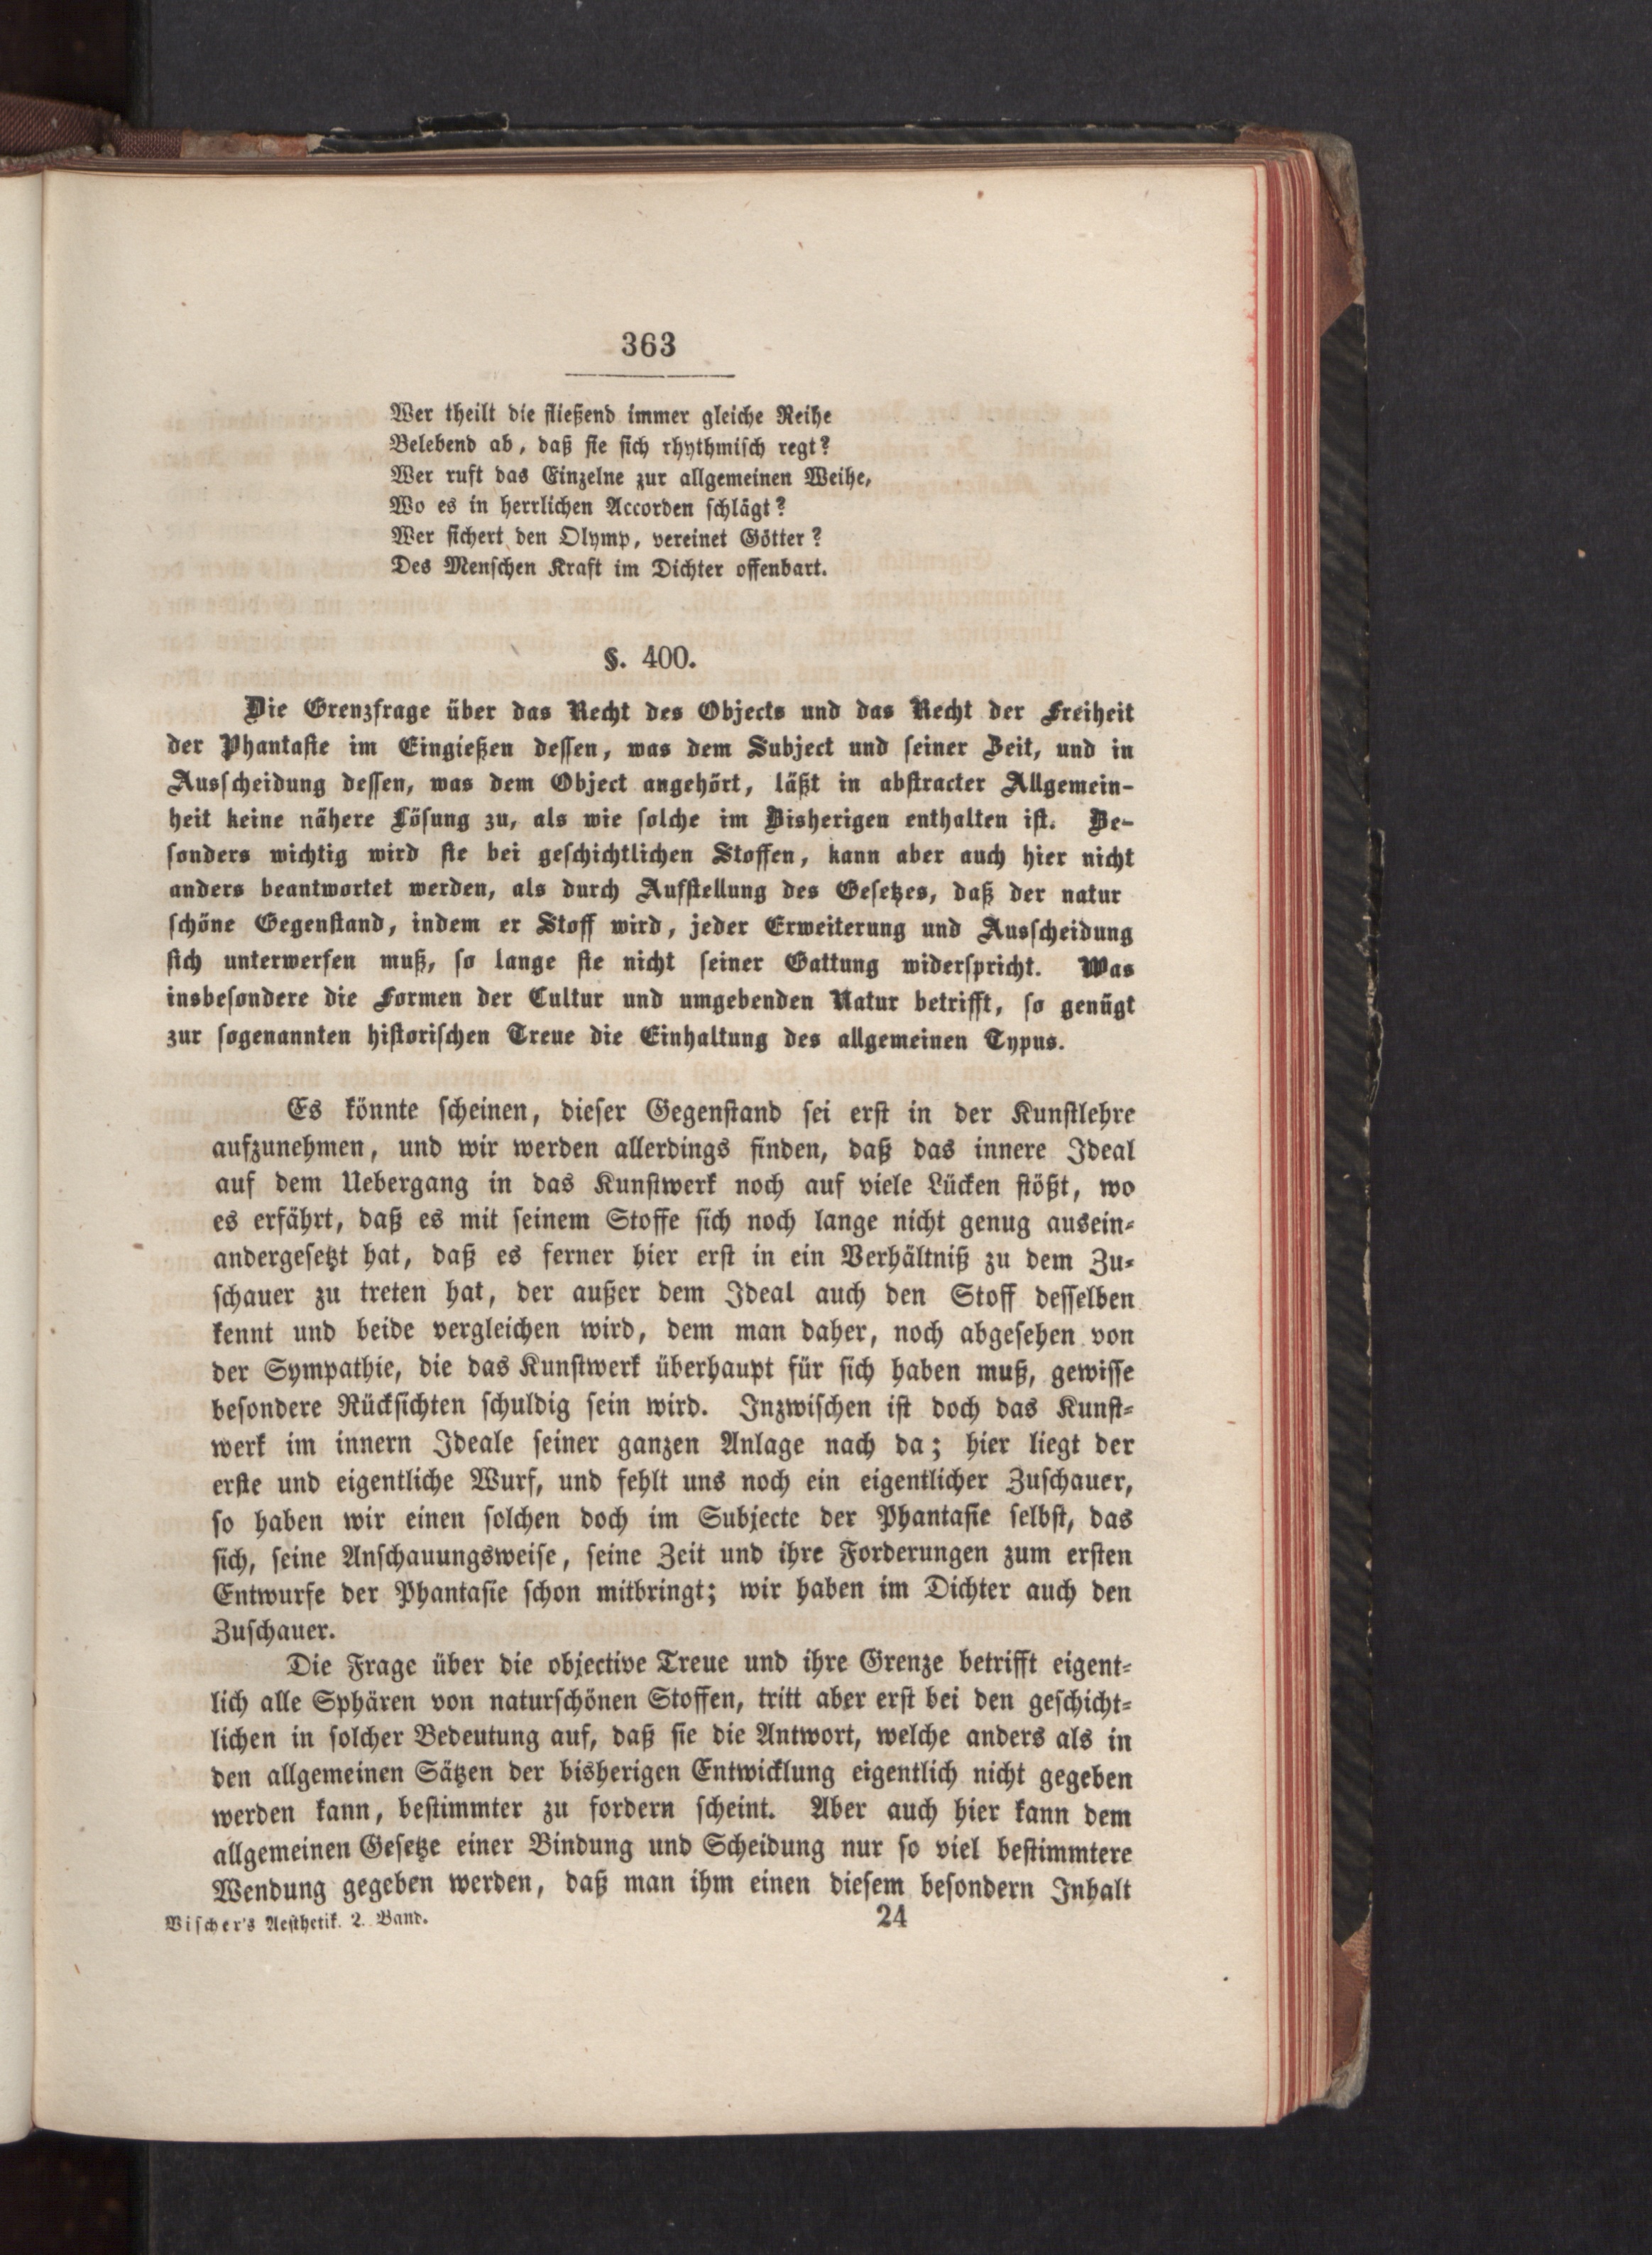 363
Wer theilt die fließend immer gleiche Reihe
Belebend ab, daß sie sich rhythmisch regt?
Wer ruft das Einzelne zur allgemeinen Weihe,
Wo es in herrlichen Accorden schlägt?
Wer sichert den Olymp, vereinet Götter?
Des Menschen Kraft im Dichter offenbart.
§. 400.
Die Grenzfrage über das Recht des Objects und das Recht der Freiheit
der Phantasie im Eingießen dessen, was dem Subject und seiner Zeit, und in
Ausscheidung dessen, was dem Object angehört, läßt in abstracter Allgemein-
heit keine nähere Lösung zu, als wie solche im Bisherigen enthalten ist. Be-
sonders wichtig wird sie bei geschichtlichen Stoffen, kann aber auch hier nicht
anders beantwortet werden, als durch Aufstellung des Gesetzes, daß der natur
schöne Gegenstand, indem er Stoff wird, jeder Erweiterung und Ausscheidung
sich unterwerfen muß, so lange sie nicht seiner Gattung widerspricht. Was
insbesondere die Formen der Cultur und umgebenden Natur betrifft, so genügt
zur sogenannten historischen Treue die Einhaltung des allgemeinen Typus.
Es könnte scheinen, dieser Gegenstand sei erst in der Kunstlehre
aufzunehmen, und wir werden allerdings finden, daß das innere Ideal
auf dem Uebergang in das Kunstwerk noch auf viele Lücken stößt, wo
es erfährt, daß es mit seinem Stoffe sich noch lange nicht genug ausein-
andergesetzt hat, daß es ferner hier erst in ein Verhältniß zu dem Zu-
schauer zu treten hat, der außer dem Ideal auch den Stoff desselben
kennt und beide vergleichen wird, dem man daher, noch abgesehen von
der Sympathie, die das Kunstwerk überhaupt für sich haben muß, gewisse
besondere Rücksichten schuldig sein wird. Inzwischen ist doch das Kunst-
werk im innern Ideale seiner ganzen Anlage nach da; hier liegt der
erste und eigentliche Wurf, und fehlt uns noch ein eigentlicher Zuschauer,
so haben wir einen solchen doch im Subjecte der Phantasie selbst, das
sich, seine Anschauungsweise, seine Zeit und ihre Forderungen zum ersten
Entwurfe der Phantasie schon mitbringt; wir haben im Dichter auch den
Zuschauer.
Die Frage über die objective Treue und ihre Grenze betrifft eigent-
lich alle Sphären von naturschönen Stoffen, tritt aber erst bei den geschicht-
lichen in solcher Bedeutung auf, daß sie die Antwort, welche anders als in
den allgemeinen Sätzen der bisherigen Entwicklung eigentlich nicht gegeben
werden kann, bestimmter zu fordern scheint. Aber auch hier kann dem
allgemeinen Gesetze einer Bindung und Scheidung nur so viel bestimmtere
Wendung gegeben werden, daß man ihm einen diesem besondern Inhalt
Vischer's Aesthetik. 2. Band. 24